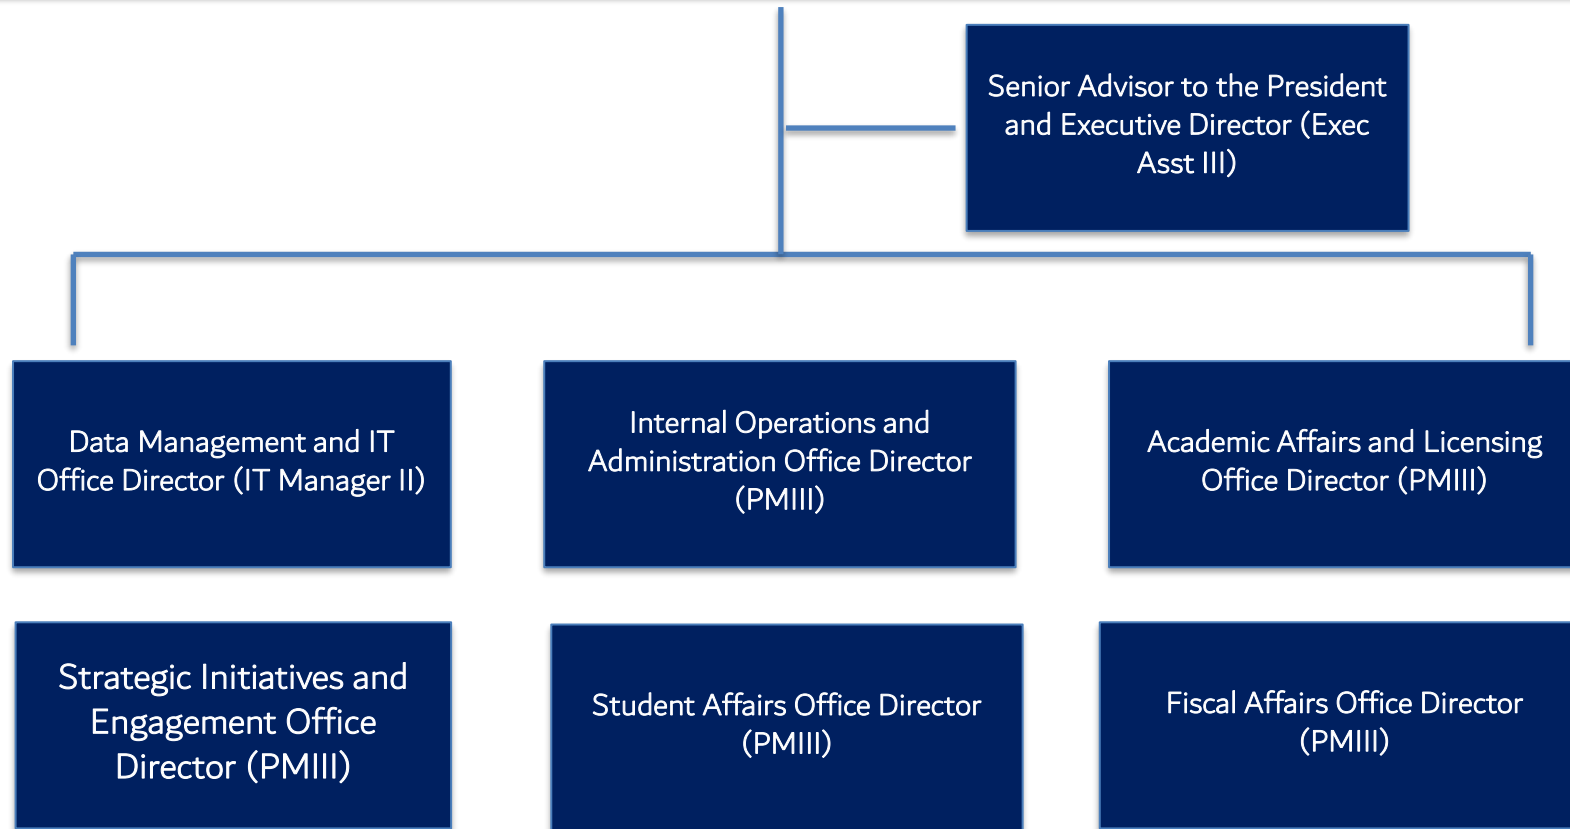 Senior Advisor to the President
and Executive Director (Exec
Asst III)
Data Management and IT
Office Director (IT Manager II)
Internal Operations and
Administration Office Director
(PMIII)
Academic Affairs and Licensing
Office Director (PMIII)
Strategic Initiatives and
Engagement Office
Director (PMIII)
Student Affairs Office Director
(PMIII)
Fiscal Affairs Office Director
(PMIII)